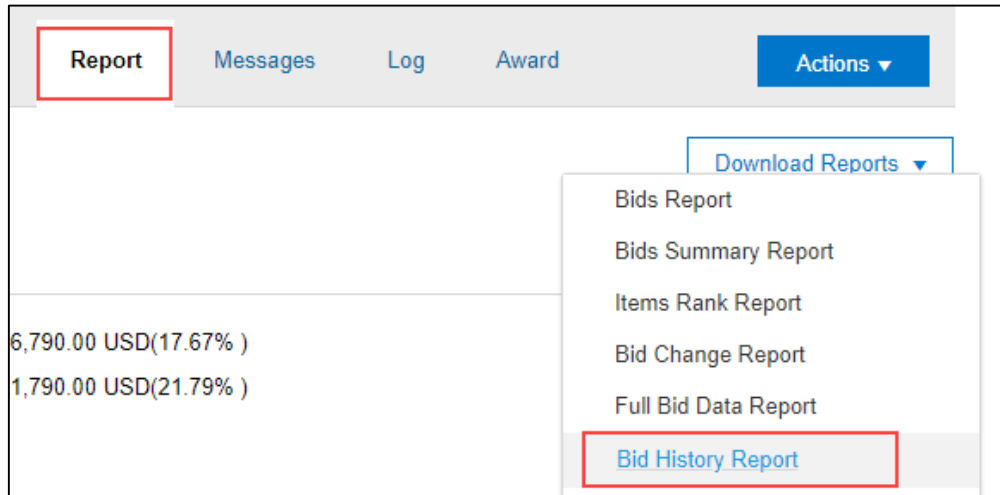 Report Messages Log Award Actions
Download Reports
Bids Report
Bids Summary Report
Items Rank Report
6,790.00 USD(17.67% )
Bid Change Report
1,790.00 USD(21.79% )
Full Bid Data Report
Bid History Report